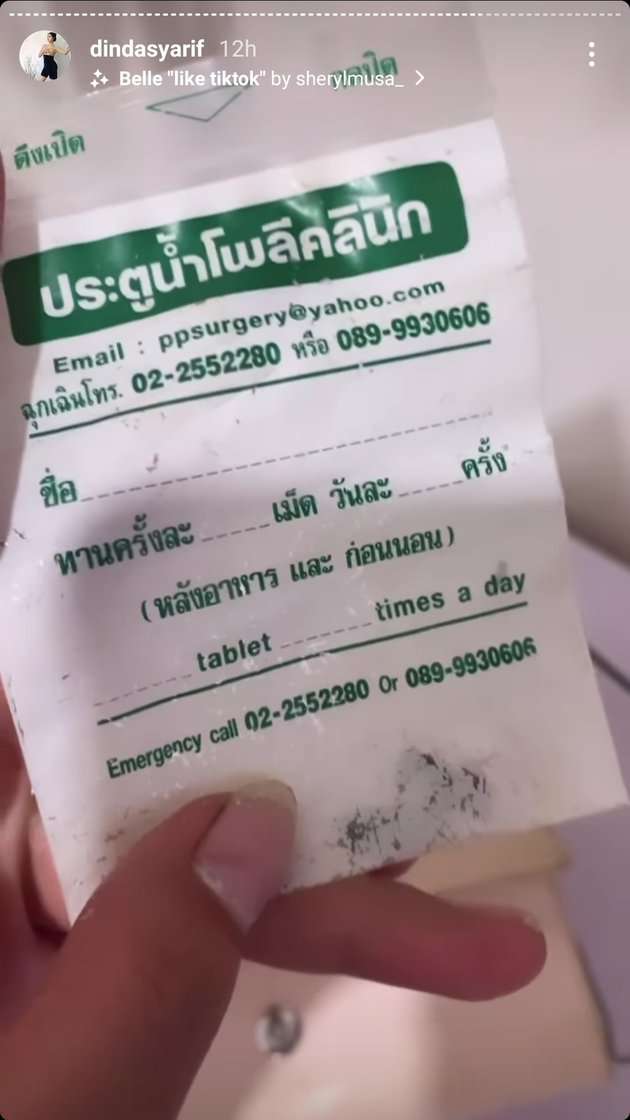 dindasyarif 12h
Belle "like tiktok" by sherylmusa_
ดึงเปิด
ประตูน้ำโพลีคลินิก
Email : ppsurgery@yahoo.com
ฉุกเฉินโทร. 02-2552280 หรือ 089-9930606
ชื่อ
ทานครั้งละ เม็ด วันละ ครั้ง
(หลังอาหาร และ ก่อนนอน)
tablet times a day
Emergency call 02-2552280 Or 089-9930606